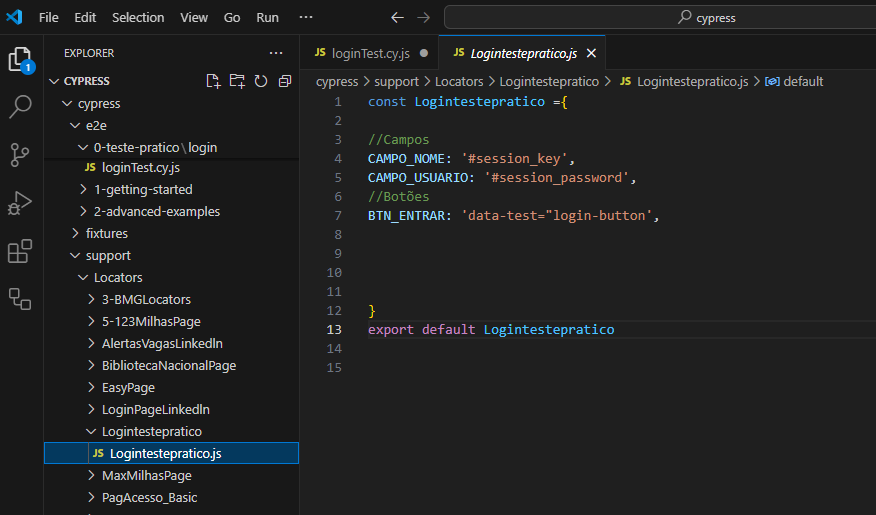 File Edit Selection View Go Run ··· ← → cypress
EXPLORER ···
1
CYPRESS
cypress
e2e
0-teste-pratico\login
JS loginTest.cy.js
1-getting-started
2-advanced-examples
fixtures
support
Locators
3-BMGLocators
5-123MilhasPage
AlertasVagasLinkedln
BibliotecaNacionalPage
EasyPage
LoginPageLinkedln
Logintestepratico
JS Logintestepratico.js
MaxMilhasPage
PagAcesso_Basic
JS loginTest.cy.js ●
JS Logintestepratico.js ×
cypress > support > Locators > Logintestepratico > JS Logintestepratico.js > default
1 const Logintestepratico ={
2
3 //Campos
4 CAMPO_NOME: '#session_key',
5 CAMPO_USUARIO: '#session_password',
6 //Botões
7 BTN_ENTRAR: 'data-test="login-button',
8
9
10
11
12 }
13 export default Logintestepratico
14
15